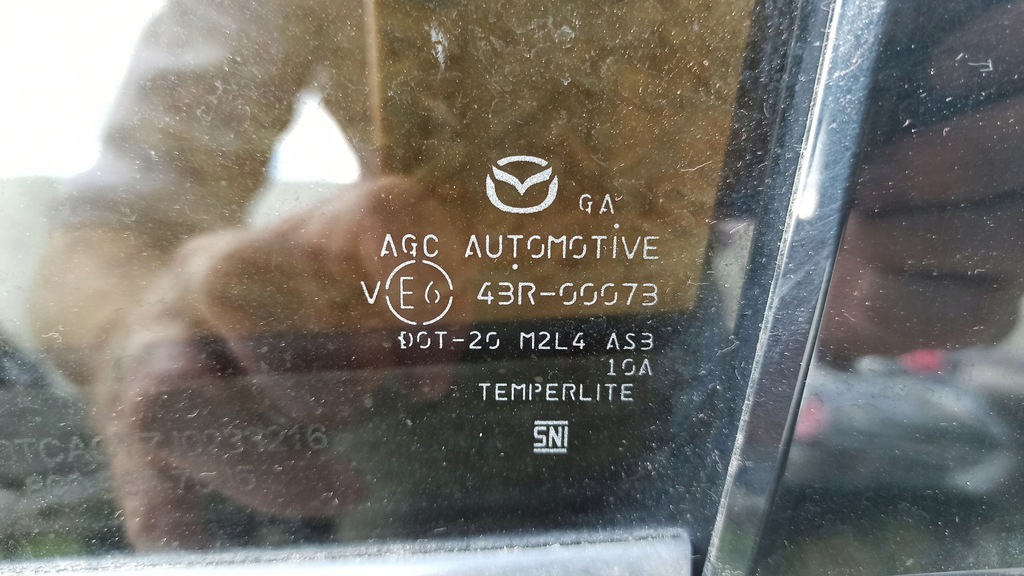 GA
AGC AUTOMOTIVE
V E6 43R-00073
DOT-20 M2L4 AS3
10A
TEMPERLITE
SNI